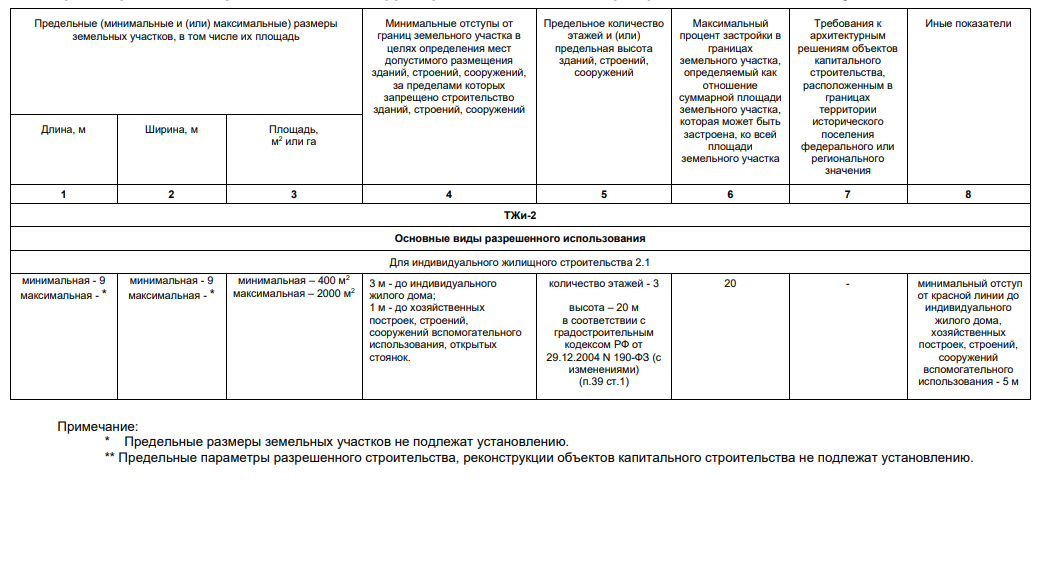 Предельные (минимальные и (или) максимальные) размеры
земельных участков, в том числе их площадь
Минимальные отступы от
границ земельного участка в
целях определения мест
допустимого размещения
зданий, строений, сооружений,
за пределами которых
запрещено строительство
зданий, строений, сооружений
Предельное количество
этажей и (или)
предельная высота
зданий, строений,
сооружений
Максимальный
процент застройки в
границах
земельного участка,
определяемый как
отношение
суммарной площади
земельного участка,
которая может быть
застроена, ко всей
площади
земельного участка
Требования к
архитектурным
решениям объектов
капитального
строительства,
расположенным в
границах
территории
исторического
поселения
федерального или
регионального
значения
Иные показатели
Длина, м
Ширина, м
Площадь,
м² или га
1 2 3 4 5 6 7 8
ТЖи-2
Основные виды разрешенного использования
Для индивидуального жилищного строительства 2.1
минимальная - 9
максимальная - *
минимальная - 9
максимальная - *
минимальная – 400 м²
максимальная – 2000 м²
3 м - до индивидуального
жилого дома;
1 м - до хозяйственных
построек, строений,
сооружений вспомогательного
использования, открытых
стоянок.
количество этажей - 3
высота – 20 м
в соответствии с
градостроительным
кодексом РФ от
29.12.2004 N 190-ФЗ (с
изменениями)
(п.39 ст.1)
20
-
минимальный отступ
от красной линии до
индивидуального
жилого дома,
хозяйственных
построек, строений,
сооружений
вспомогательного
использования - 5 м
Примечание:
* Предельные размеры земельных участков не подлежат установлению.
** Предельные параметры разрешенного строительства, реконструкции объектов капитального строительства не подлежат установлению.